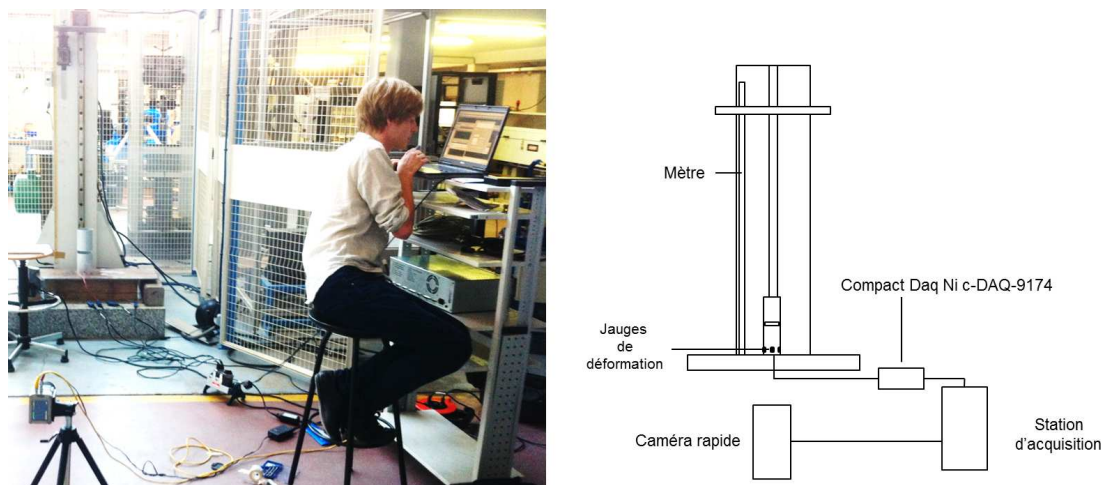 Mètre
Compact Daq Ni c-DAQ-9174
Jauges
de
déformation
Caméra rapide
Station
d'acquisition